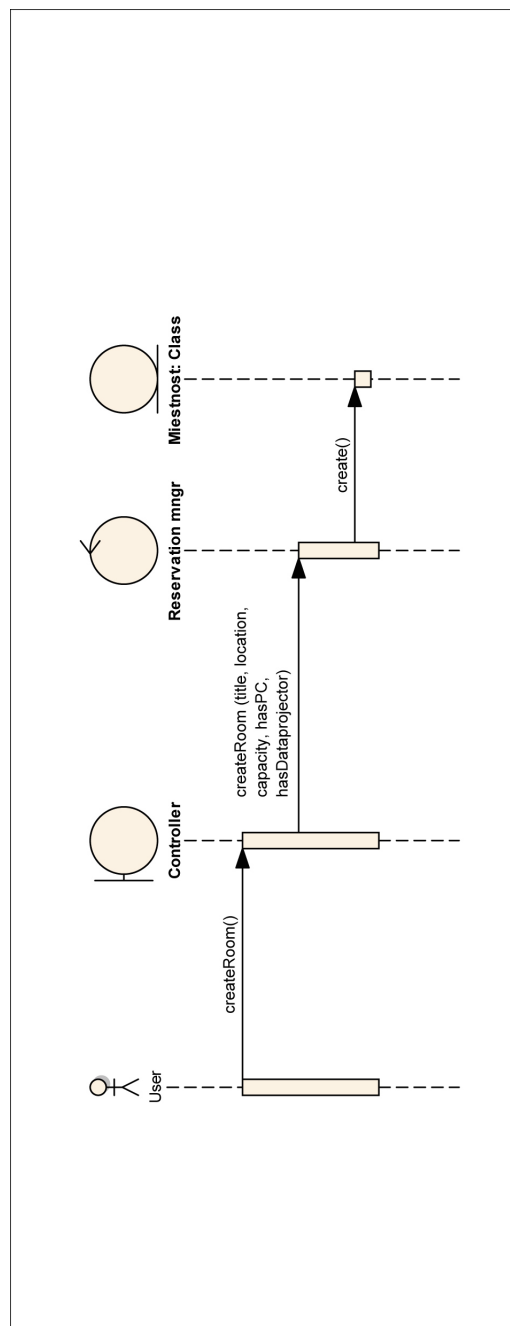 User
Controller
Reservation mngr
Miestnost: Class
createRoom()
createRoom (title, location,
capacity, hasPC,
hasDataprojector)
create()